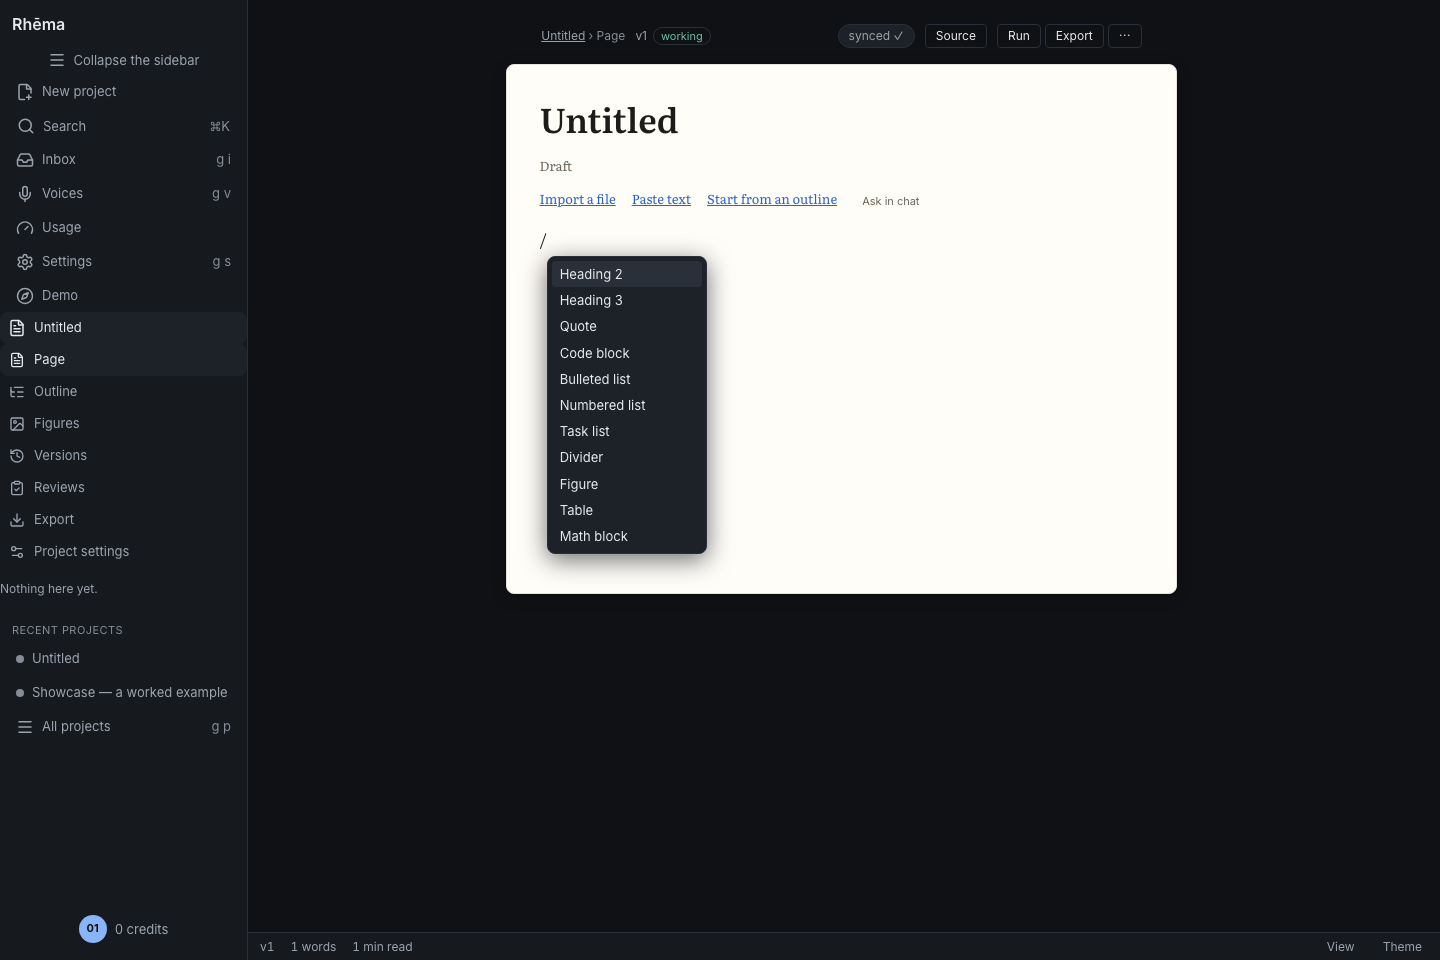 Rhēma
Collapse the sidebar
New project
Search ⌘K
Inbox g i
Voices g v
Usage
Settings g s
Demo
Untitled
Page
Outline
Figures
Versions
Reviews
Export
Project settings
Nothing here yet.
RECENT PROJECTS
Untitled
Showcase — a worked example
All projects g p
01 0 credits
Untitled › Page v1 working synced ✓ Source Run Export ···
Untitled
Draft
Import a file Paste text Start from an outline Ask in chat
/
Heading 2
Heading 3
Quote
Code block
Bulleted list
Numbered list
Task list
Divider
Figure
Table
Math block
v1 1 words 1 min read View Theme